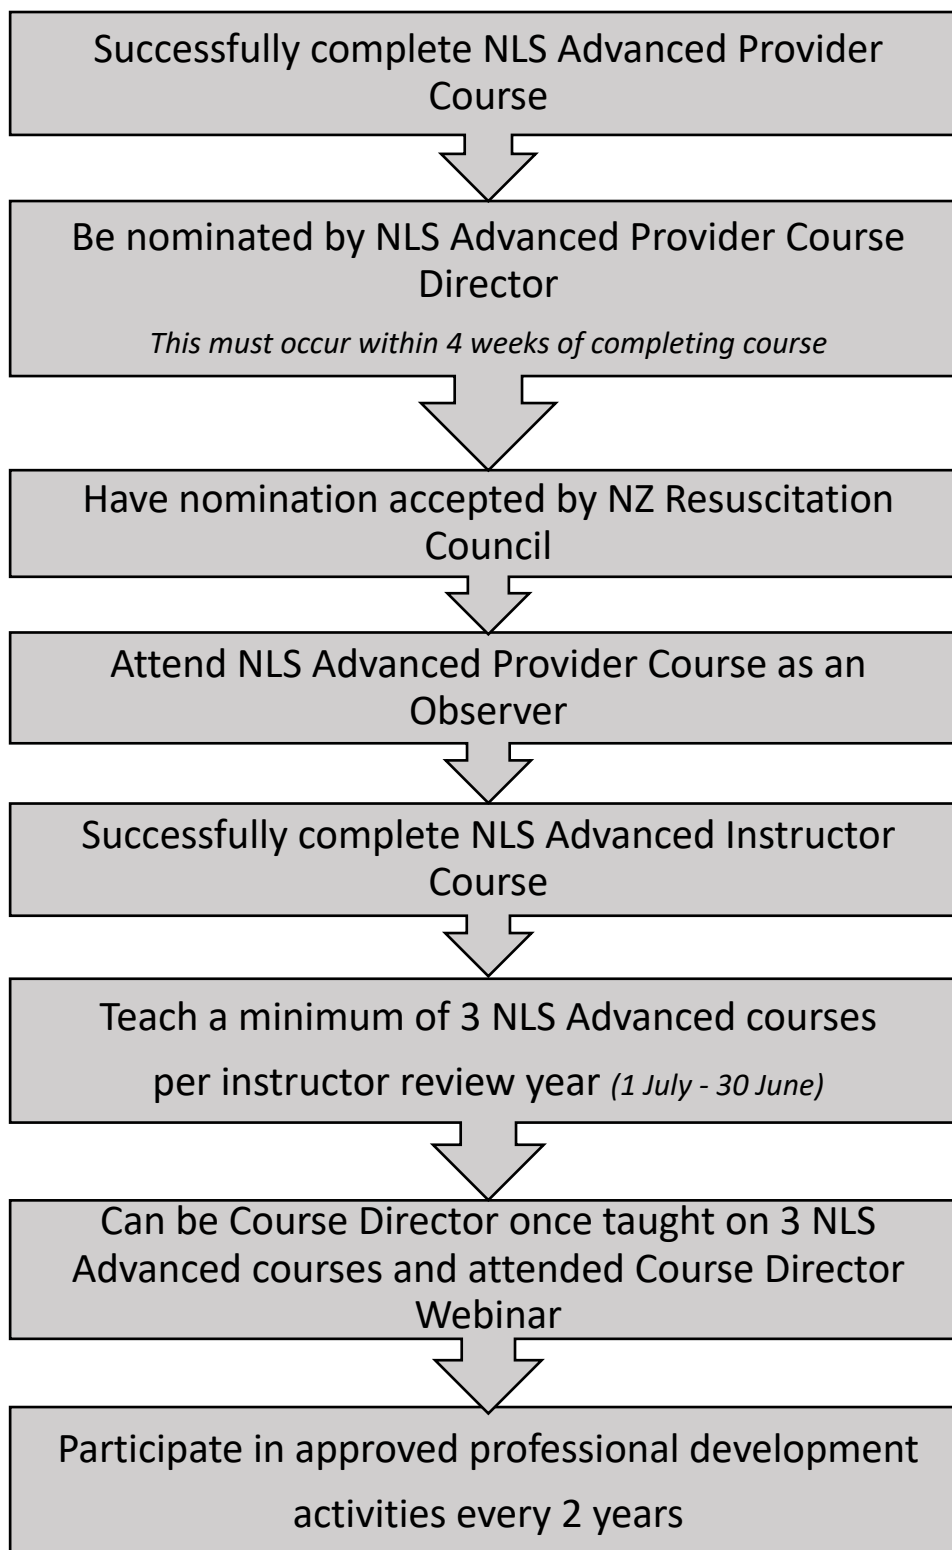 Successfully complete NLS Advanced Provider
Course
Be nominated by NLS Advanced Provider Course
Director
This must occur within 4 weeks of completing course
Have nomination accepted by NZ Resuscitation
Council
Attend NLS Advanced Provider Course as an
Observer
Successfully complete NLS Advanced Instructor
Course
Teach a minimum of 3 NLS Advanced courses
per instructor review year (1 July - 30 June)
Can be Course Director once taught on 3 NLS
Advanced courses and attended Course Director
Webinar
Participate in approved professional development
activities every 2 years